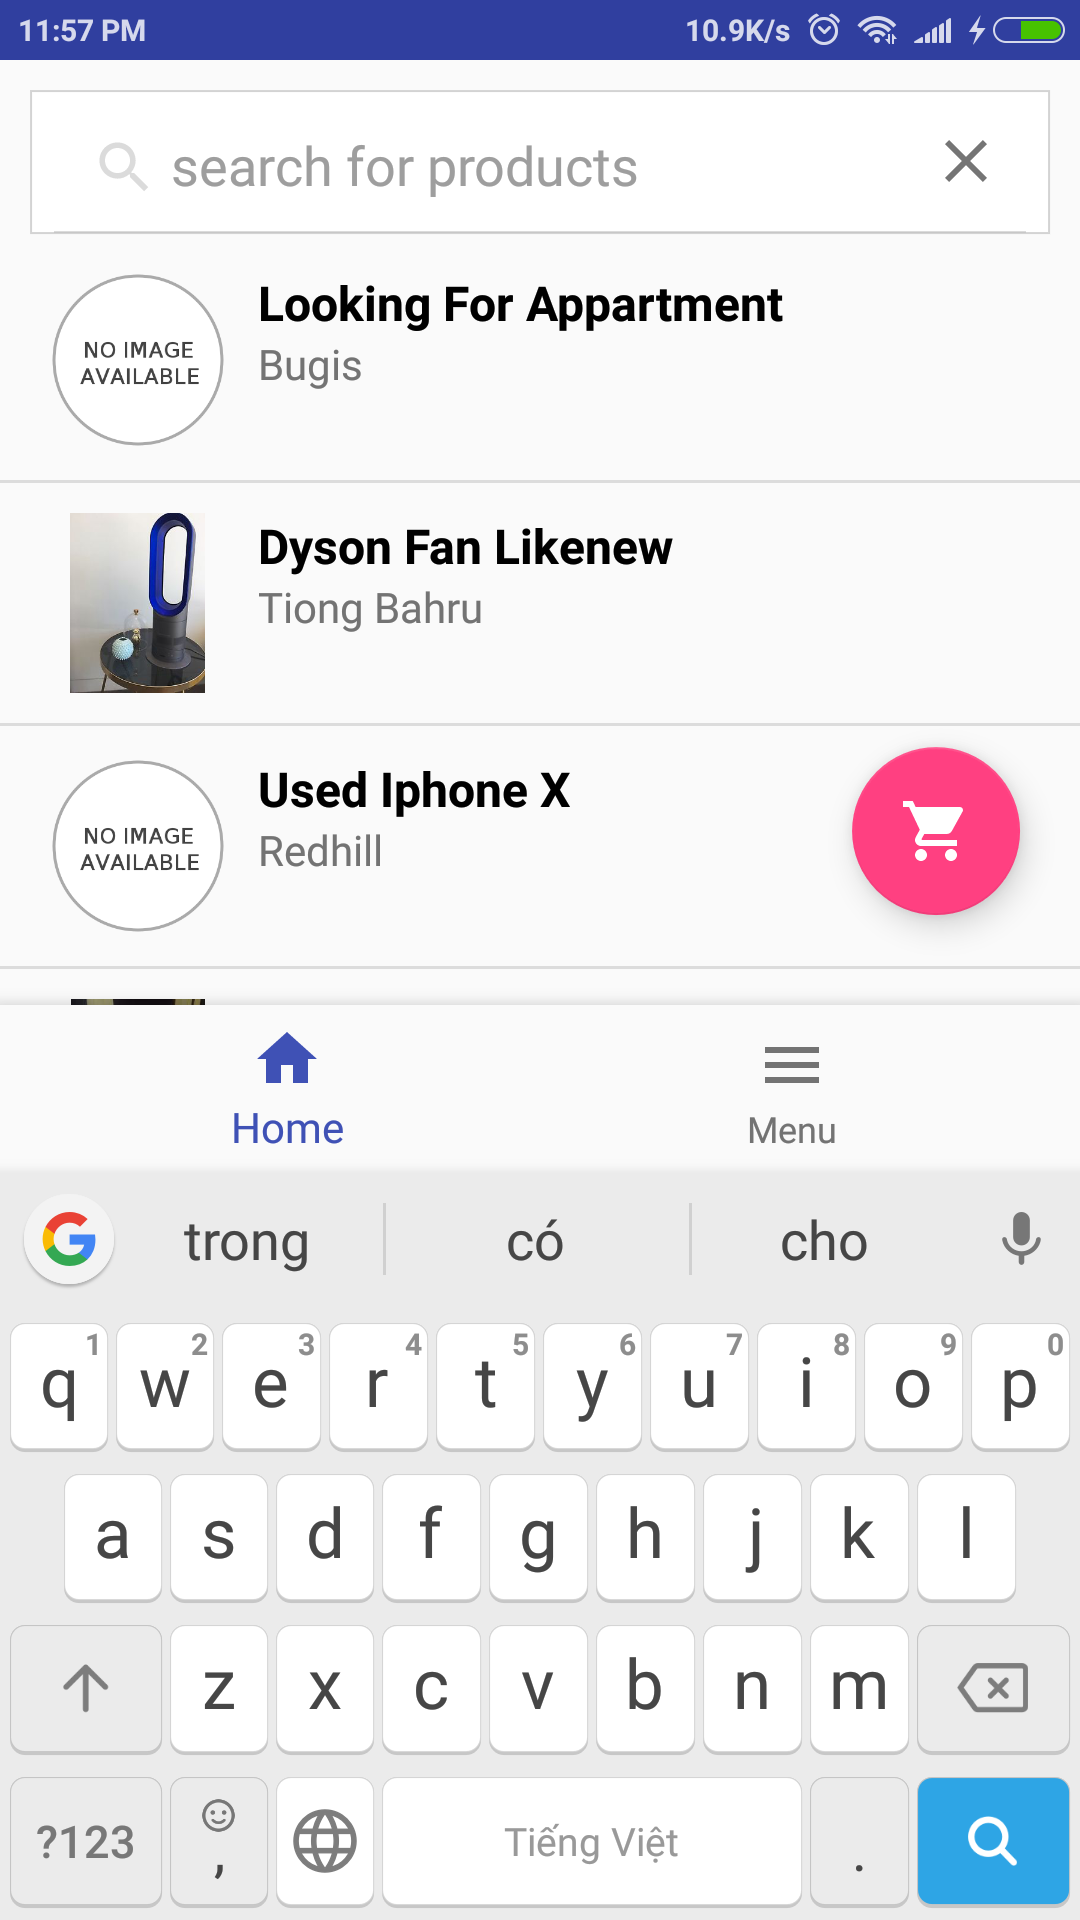 11:57 PM 10.9K/s
search for products
NO IMAGE
AVAILABLE
Looking For Appartment
Bugis
Dyson Fan Likenew
Tiong Bahru
NO IMAGE
AVAILABLE
Used Iphone X
Redhill
Home Menu
trong có cho
1 2 3 4 5 6 7 8 9 0
q w e r t y u i o p
a s d f g h j k l
z x c v b n m
?123 , Tiếng Việt .